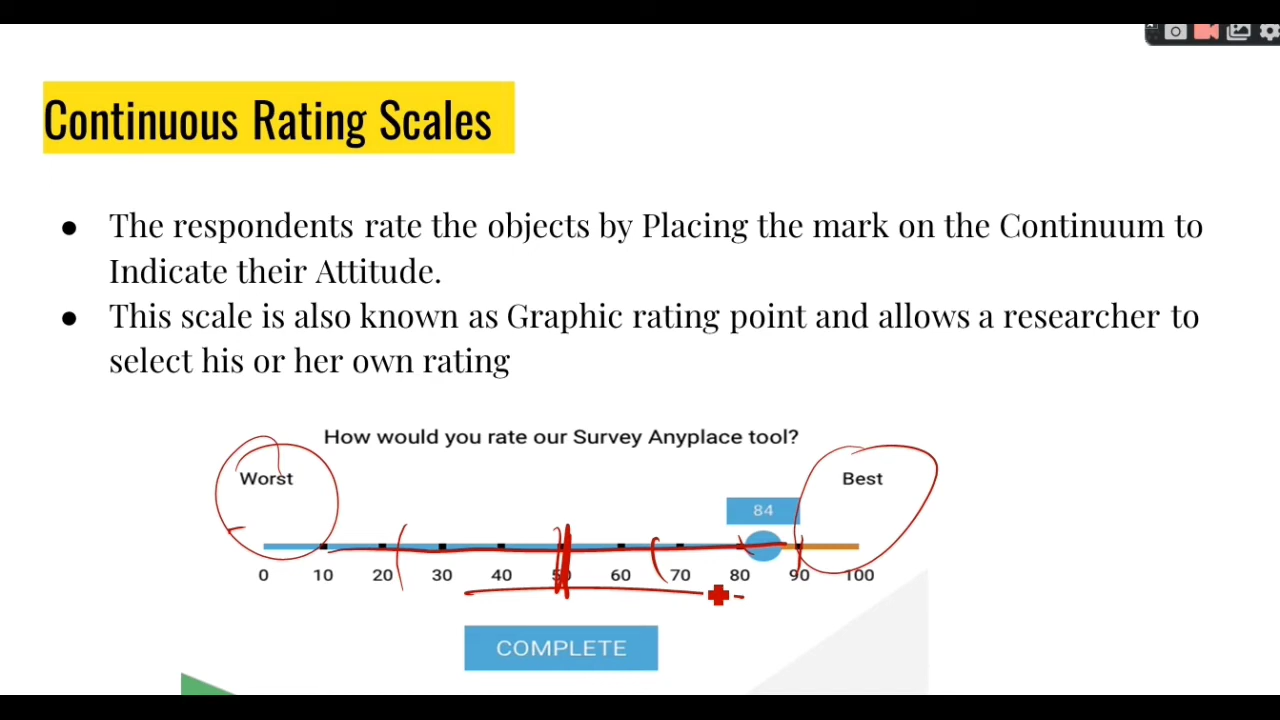 Continuous Rating Scales
● The respondents rate the objects by Placing the mark on the Continuum to
Indicate their Attitude.
● This scale is also known as Graphic rating point and allows a researcher to
select his or her own rating
How would you rate our Survey Anyplace tool?
Worst Best
84
0 10 20 30 40 50 60 70 80 90 100
COMPLETE